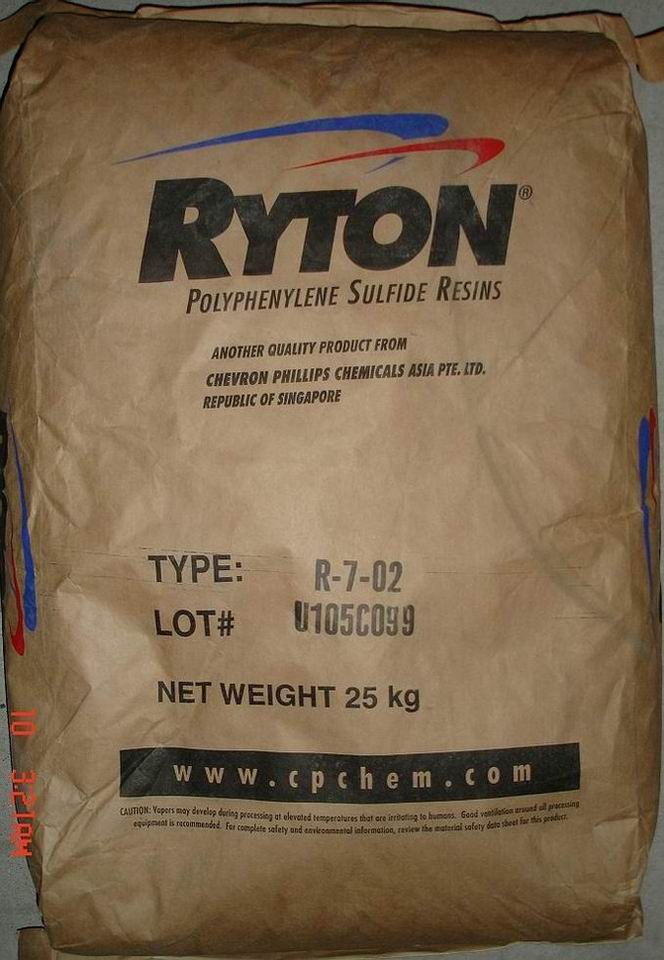 RYTON®
POLYPHENYLENE SULFIDE RESINS
ANOTHER QUALITY PRODUCT FROM
CHEVRON PHILLIPS CHEMICALS ASIA PTE. LTD.
REPUBLIC OF SINGAPORE
TYPE: R-7-02
LOT# U105C099
NET WEIGHT 25 kg
www.cpchem.com
CAUTION: Vapors may develop during processing at elevated temperatures that are irritating to humans. Good ventilation around all processing
equipment is recommended. For complete safety and environmental information, review the material safety data sheet for this product.
10 3:21AM